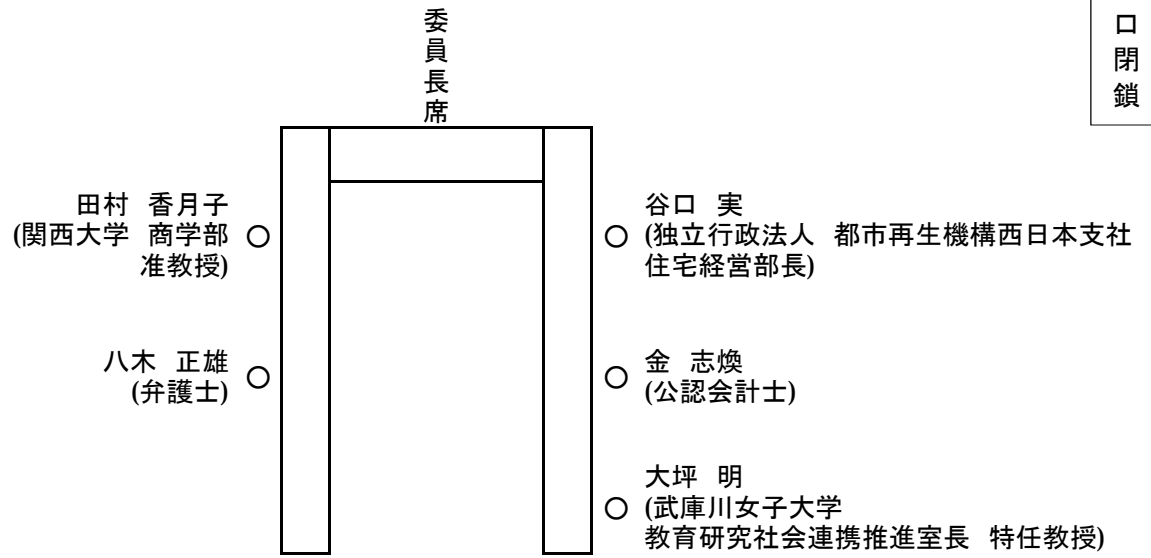 委員長席
口閉鎖
田村 香月子
(関西大学 商学部
准教授)
谷口 実
(独立行政法人 都市再生機構西日本支社
住宅経営部長)
八木 正雄
(弁護士)
金 志煥
(公認会計士)
大坪 明
(武庫川女子大学
教育研究社会連携推進室長 特任教授)